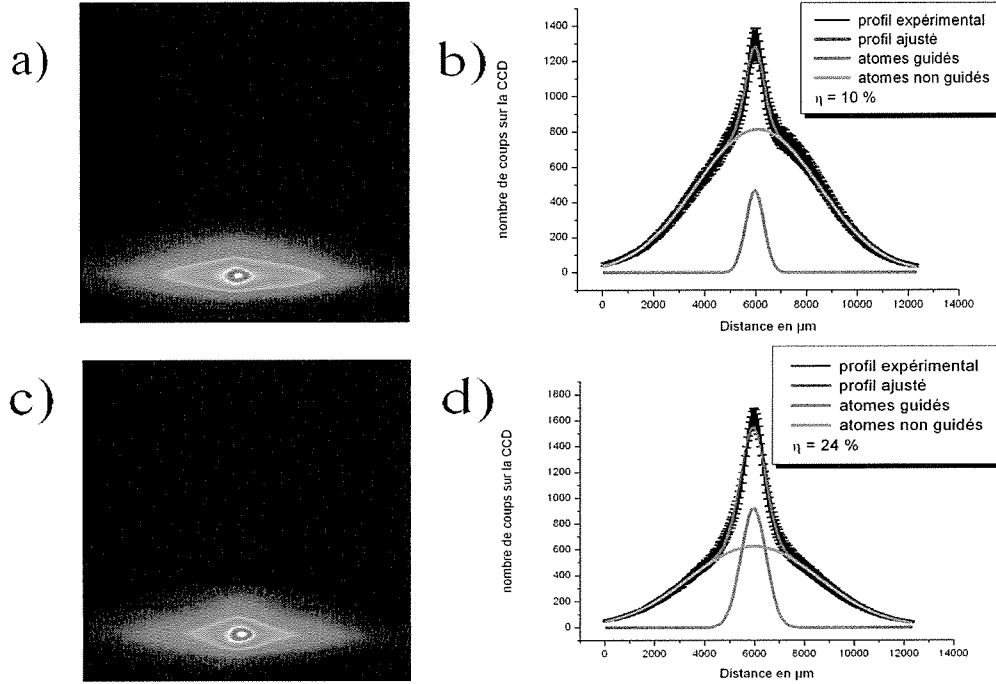 a)
b)
nombre de coups sur la CCD
1400
1200
1000
800
600
400
200
0
0
2000
4000
6000
8000
10000
12000
14000
Distance en µm
profil expérimental
profil ajusté
atomes guidés
atomes non guidés
η = 10 %
c)
d)
nombre de coups sur la CCD
1800
1600
1400
1200
1000
800
600
400
200
0
0
2000
4000
6000
8000
10000
12000
14000
Distance en µm
profil expérimental
profil ajusté
atomes guidés
atomes non guidés
η = 24 %